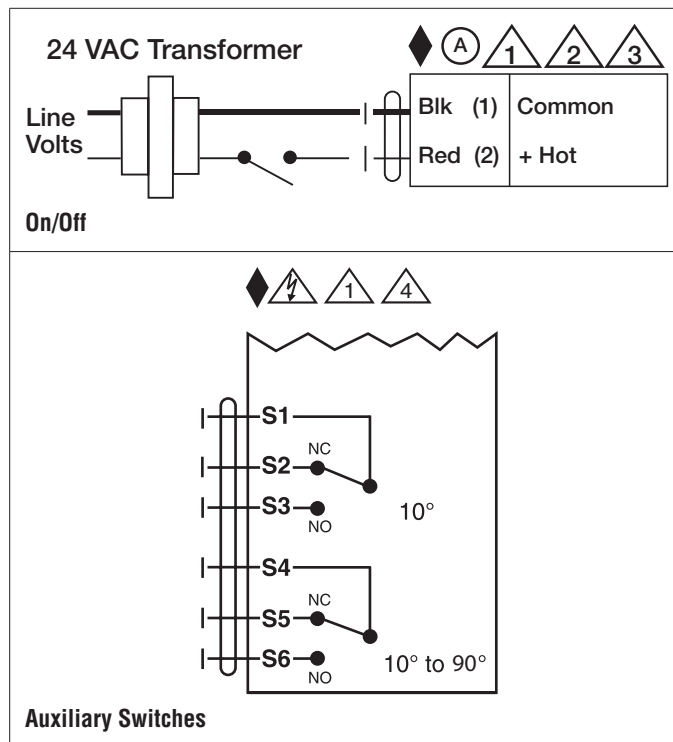 24 VAC Transformer
A 1 2 3
Line
Volts
Blk (1) Common
Red (2) + Hot
On/Off
1 4
S1
NC
S2
S3
NO
10°
S4
NC
S5
S6
NO
10° to 90°
Auxiliary Switches